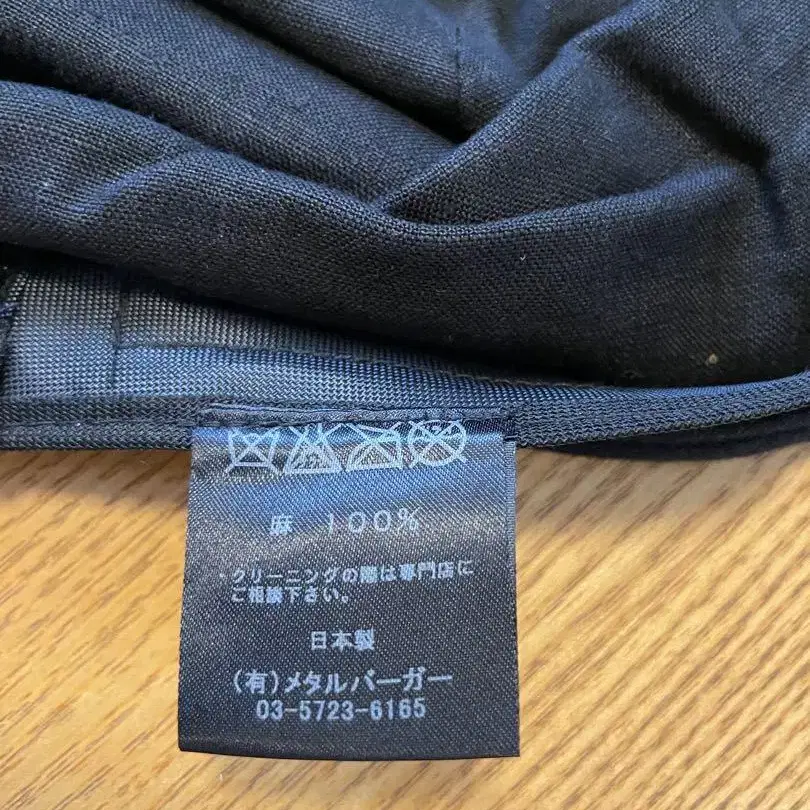 麻 100%
・クリーニングの際は専門店に
ご相談下さい。
日本製
(有)メタルバーガー
03-5723-6165